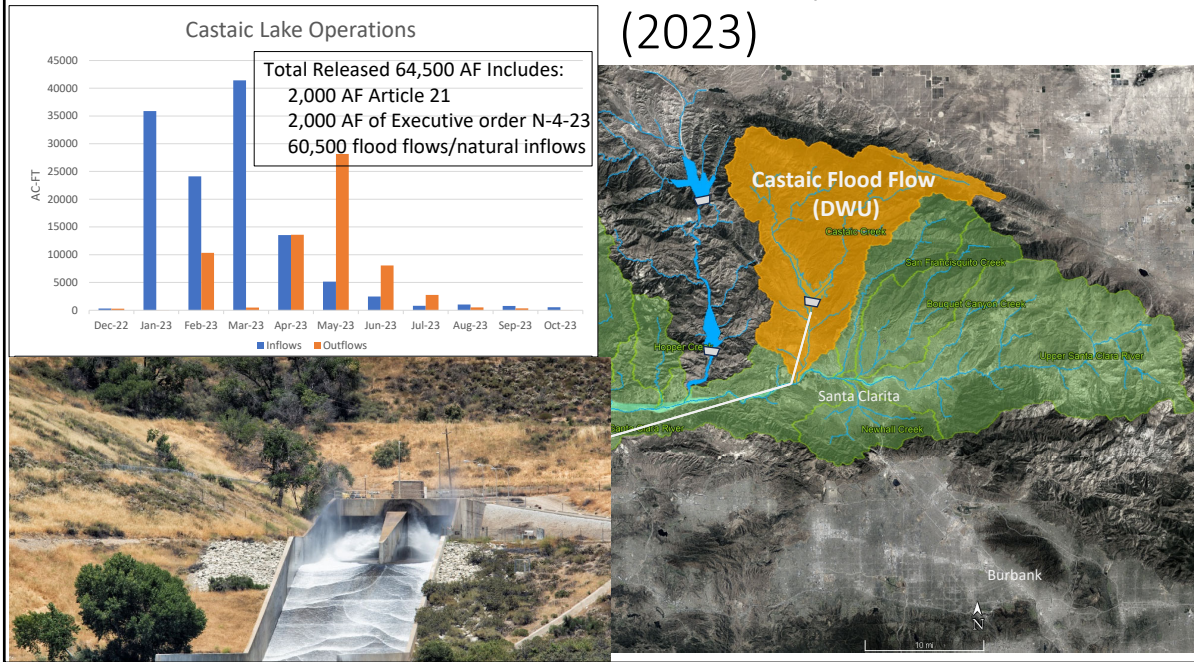 (2023)
Castaic Lake Operations
45000
40000
35000
30000
25000
20000
15000
10000
5000
0
AC-FT
Total Released 64,500 AF Includes:
2,000 AF Article 21
2,000 AF of Executive order N-4-23
60,500 flood flows/natural inflows
Dec-22 Jan-23 Feb-23 Mar-23 Apr-23 May-23 Jun-23 Jul-23 Aug-23 Sep-23 Oct-23
Inflows Outflows
Castaic Flood Flow
(DWU)
Castaic Creek
San Francisquito Creek
Bouquet Canyon Creek
Hopper Creek
Upper Santa Clara River
Santa Clarita
River
Newhall Creek
Burbank
N
10 mi